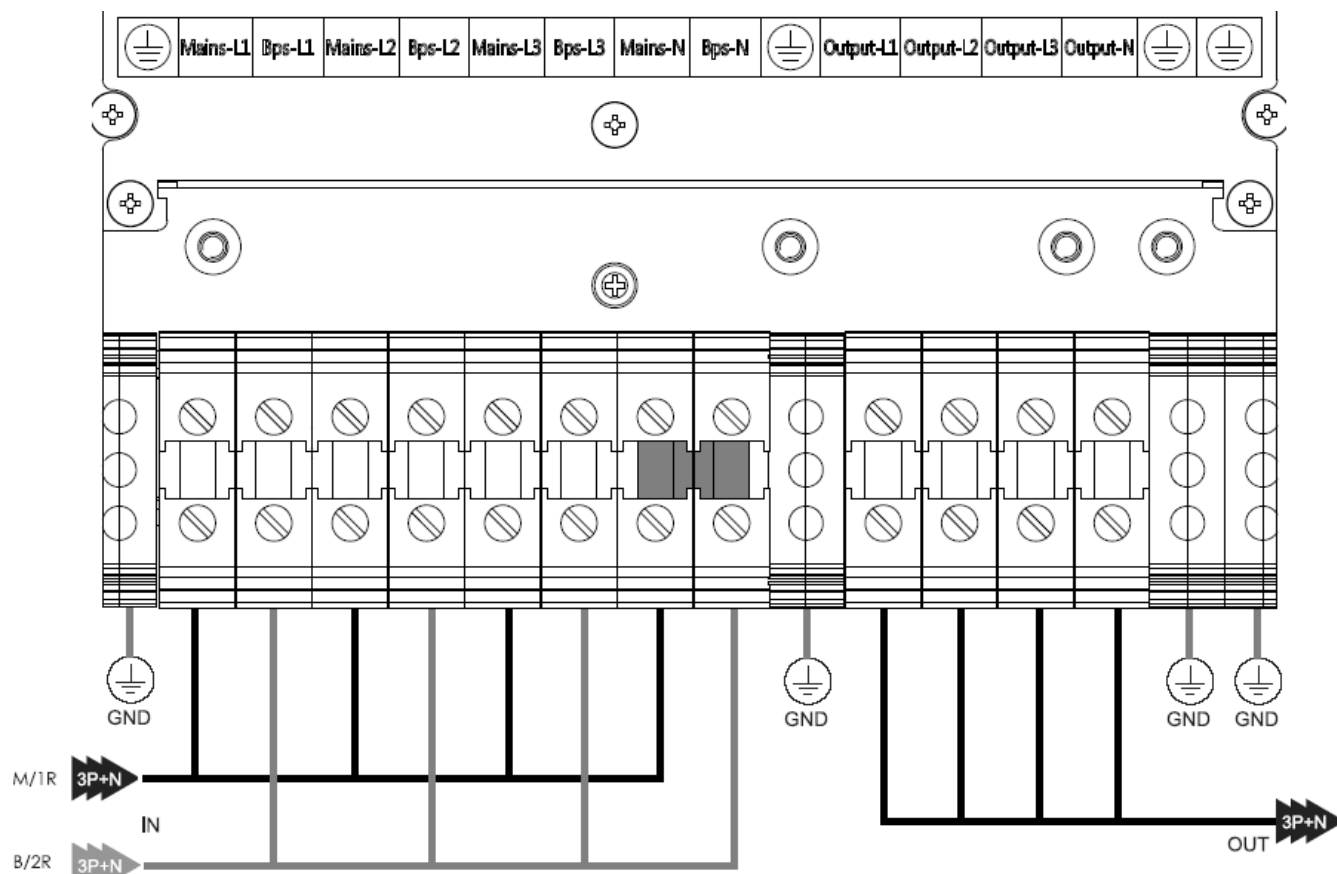 Mains-L1 Bps-L1 Mains-L2 Bps-L2 Mains-L3 Bps-L3 Mains-N Bps-N Output-L1 Output-L2 Output-L3 Output-N
GND GND GND GND
M/1R 3P+N
IN
3P+N
OUT
B/2R 3P+N